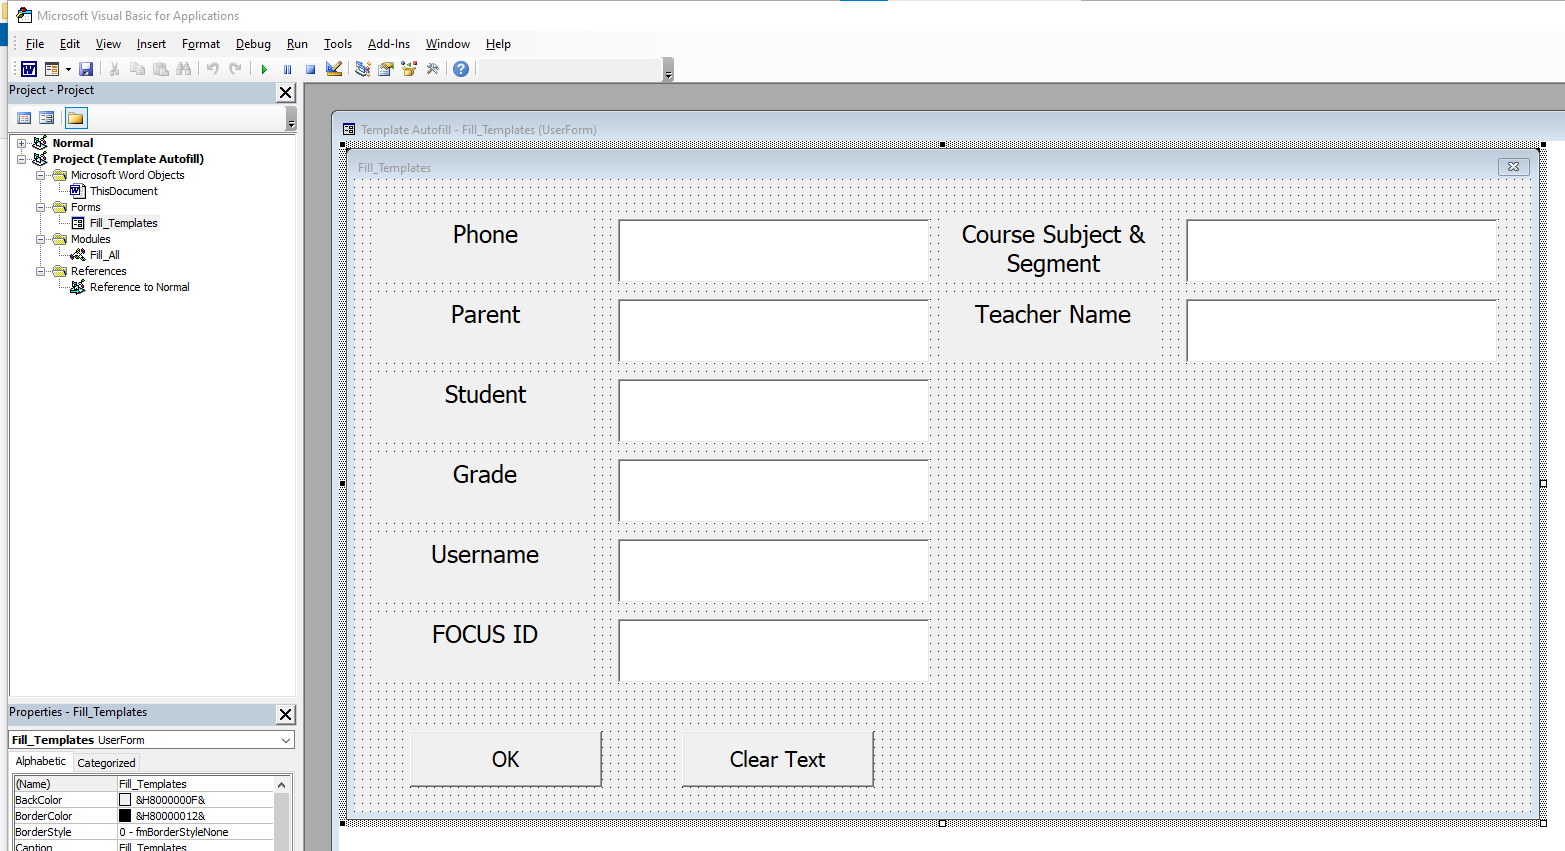 Microsoft Visual Basic for Applications
File Edit View Insert Format Debug Run Tools Add-Ins Window Help
Project - Project
Normal
Project (Template Autofill)
Microsoft Word Objects
ThisDocument
Forms
Fill_Templates
Modules
Fill_All
References
Reference to Normal
Properties - Fill_Templates
Fill_Templates UserForm
Alphabetic Categorized
(Name) Fill_Templates
BackColor &H8000000F&
BorderColor &H80000012&
BorderStyle 0 - fmBorderStyleNone
Caption Fill_Templates
Template Autofill - Fill_Templates (UserForm)
Fill_Templates
Phone
Course Subject &
Segment
Parent
Teacher Name
Student
Grade
Username
FOCUS ID
OK
Clear Text